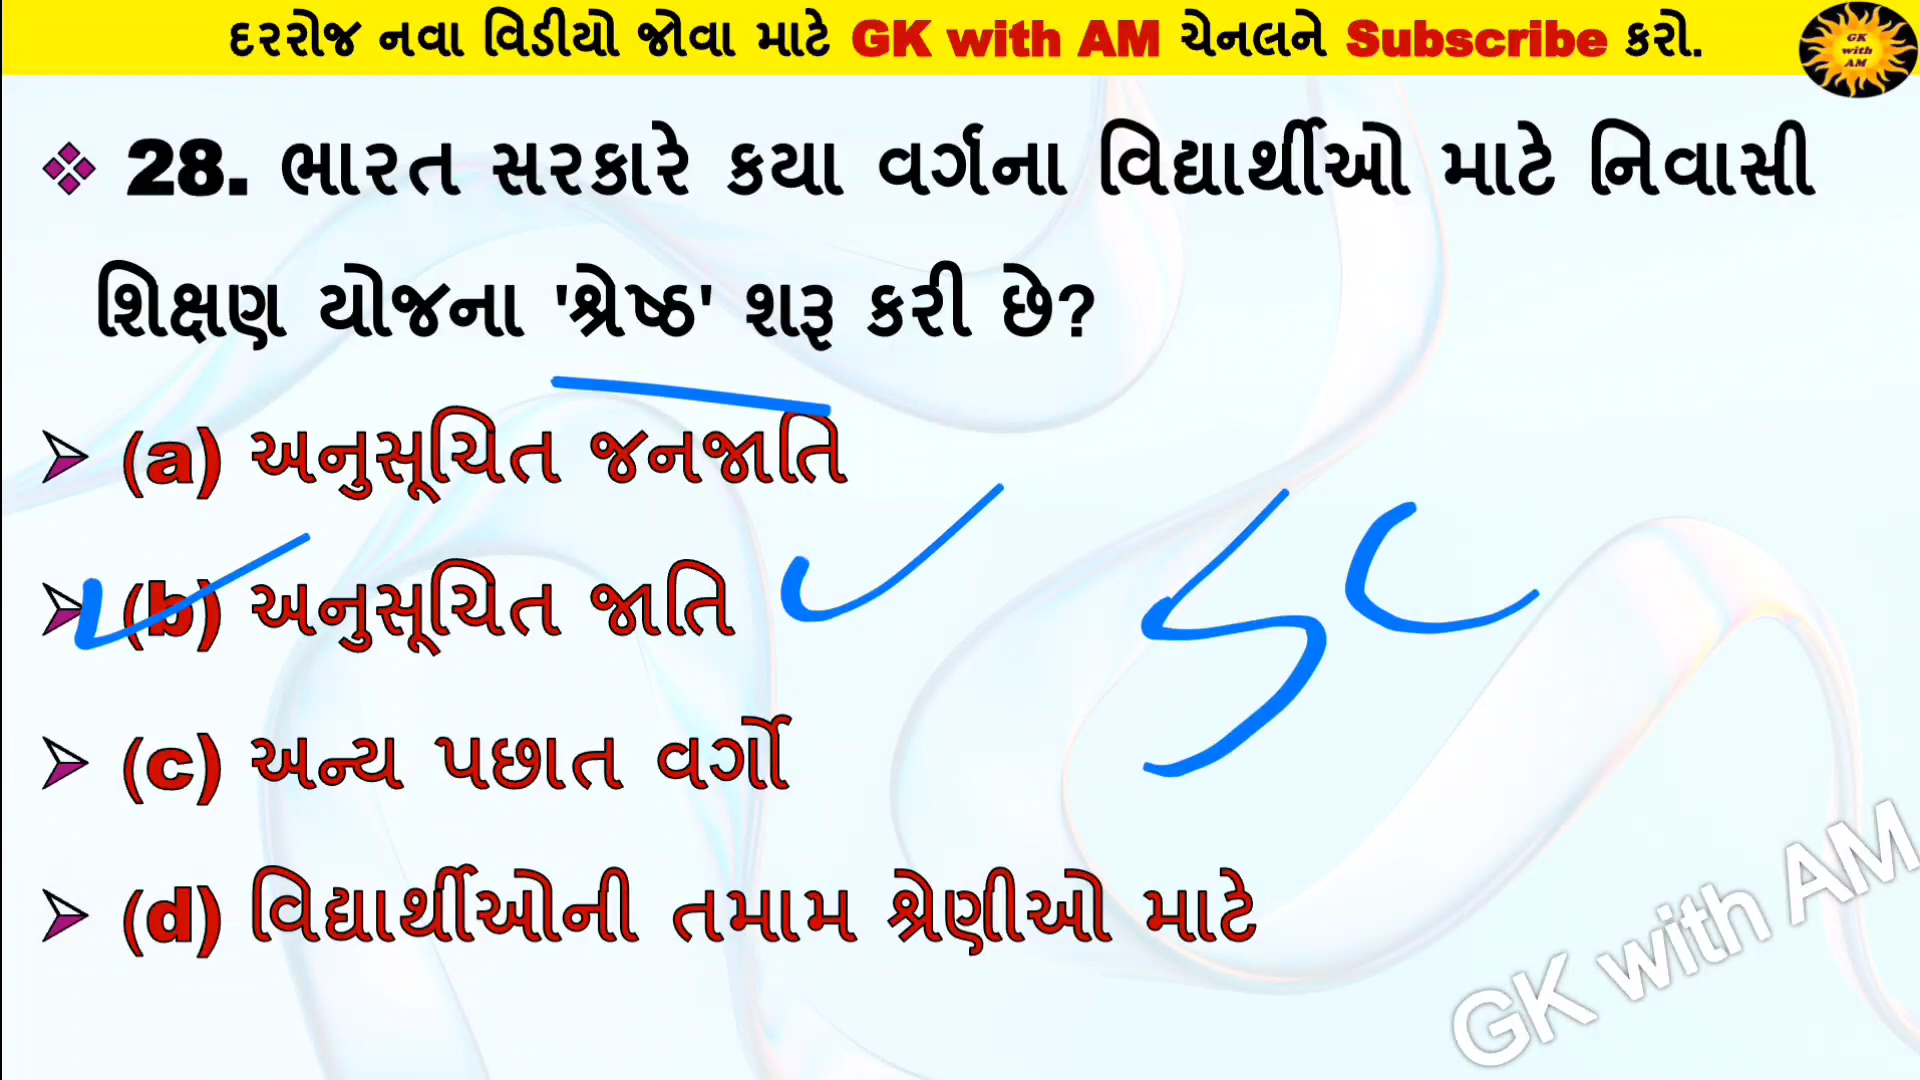 દરરોજ નવા વિડીયો જોવા માટે GK with AM ચેનલને Subscribe કરો.
GK
with
AM
28. ભારત સરકારે કયા વર્ગના વિદ્યાર્થીઓ માટે નિવાસી
શિક્ષણ યોજના 'શ્રેષ્ઠ' શરૂ કરી છે?
(a) અનુસૂચિત જનજાતિ
(b) અનુસૂચિત જાતિ
SC
(c) અન્ય પછાત વર્ગો
(d) વિદ્યાર્થીઓની તમામ શ્રેણીઓ માટે
GK with AM